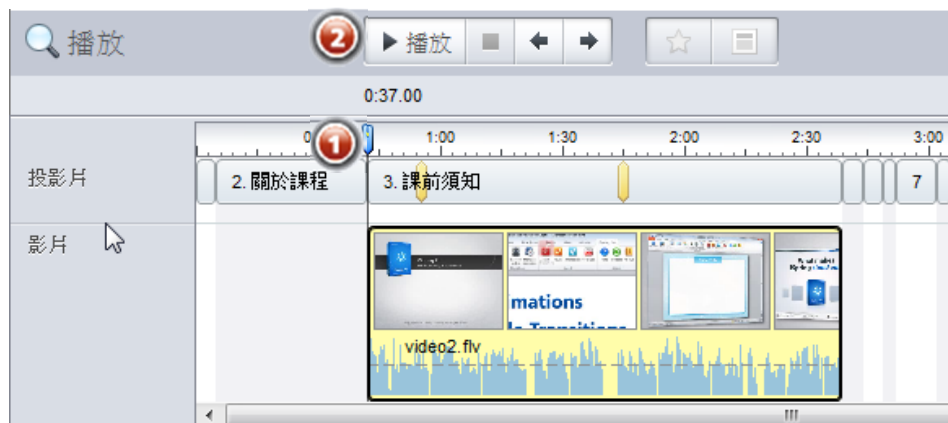 播放
2
播放
0:37.00
1
1:00
1:30
2:00
2:30
3:00
投影片
2. 關於課程
3. 課前須知
7
影片
mations
video2.flv